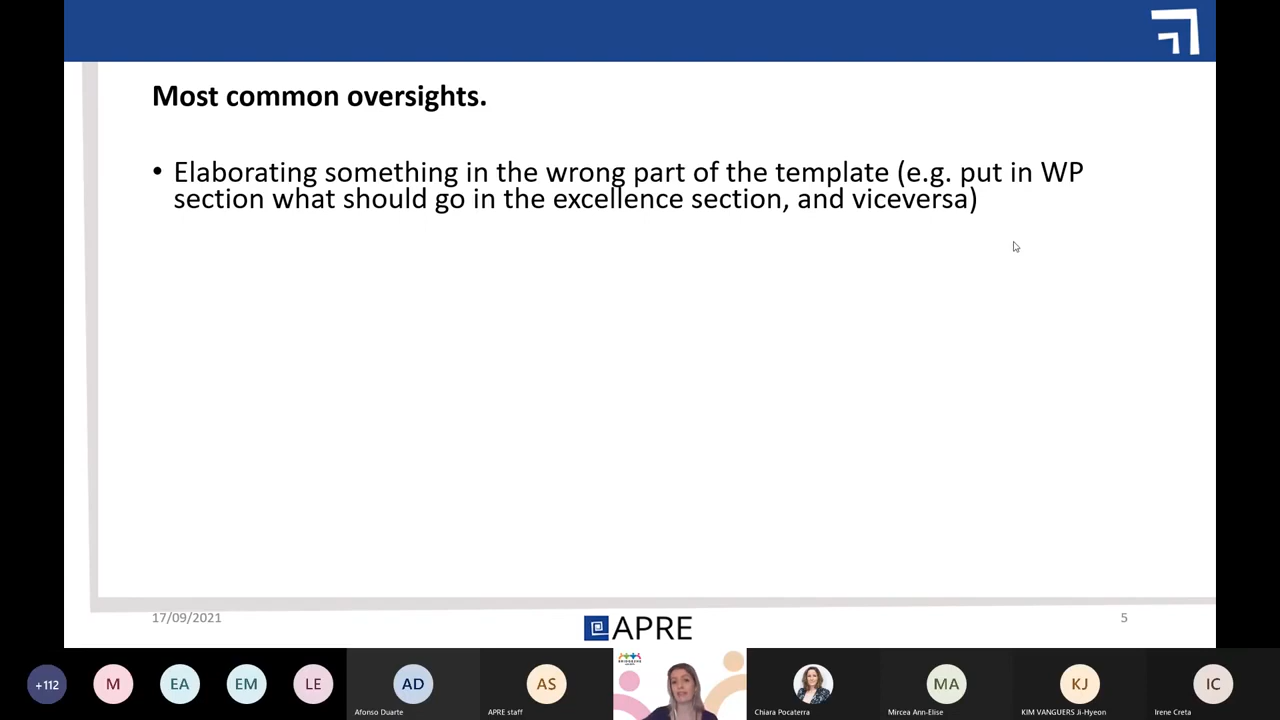 Most common oversights.
• Elaborating something in the wrong part of the template (e.g. put in WP
section what should go in the excellence section, and viceversa)
17/09/2021
APRE
5
+112
M
EA
EM
LE
AD
Afonso Duarte
AS
APRE staff
Chiara Pocaterra
MA
Mircea Ann-Elise
KJ
KIM VANGUERS Ji-Hyeon
IC
Irene Creta